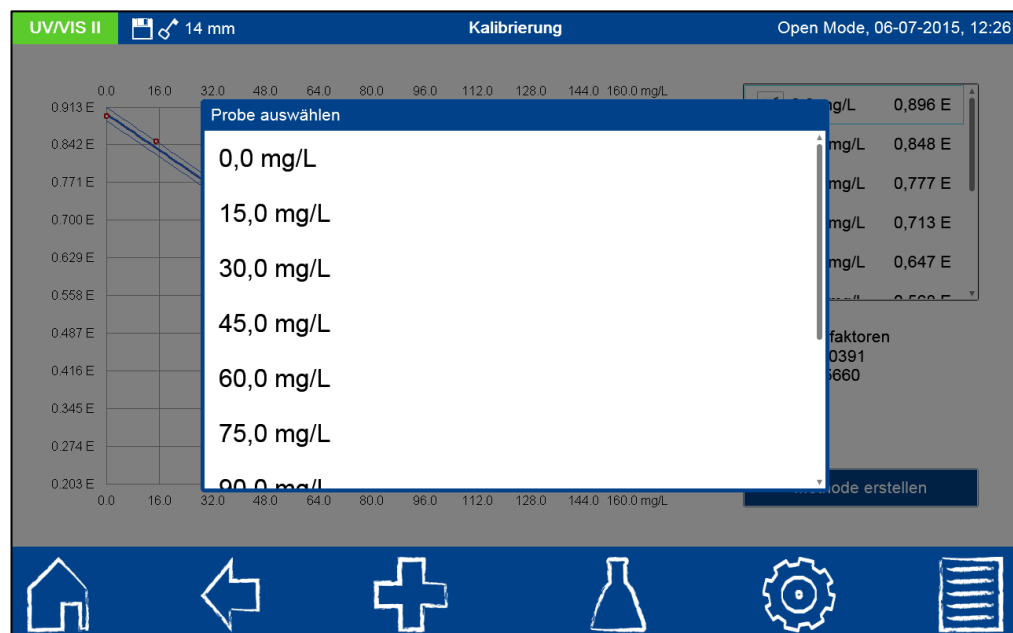 UV/VIS II 14 mm Kalibrierung Open Mode, 06-07-2015, 12:26
0.0 16.0 32.0 48.0 64.0 80.0 96.0 112.0 128.0 144.0 160.0 mg/L
0.913 E
0.842 E
0.771 E
0.700 E
0.629 E
0.558 E
0.487 E
0.416 E
0.345 E
0.274 E
0.203 E
0.0 16.0 32.0 48.0 64.0 80.0 96.0 112.0 128.0 144.0 160.0 mg/L
Probe auswählen
0,0 mg/L
15,0 mg/L
30,0 mg/L
45,0 mg/L
60,0 mg/L
75,0 mg/L
90,0 mg/L
mg/L 0,896 E
mg/L 0,848 E
mg/L 0,777 E
mg/L 0,713 E
mg/L 0,647 E
faktoren
0391
5660
erstellen